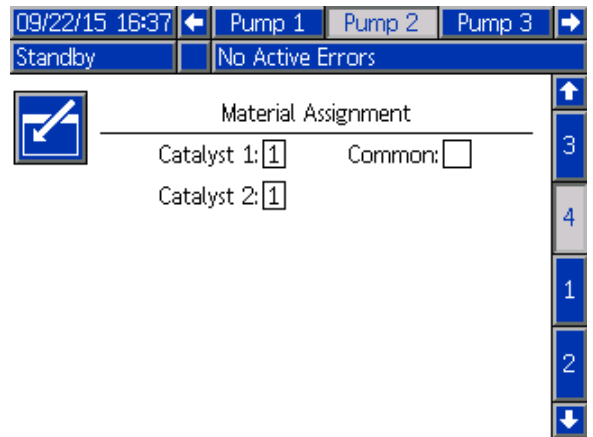 09/22/15 16:37 Pump 1 Pump 2 Pump 3
Standby No Active Errors
Material Assignment
Catalyst 1: 1 Common:
Catalyst 2: 1
3
4
1
2